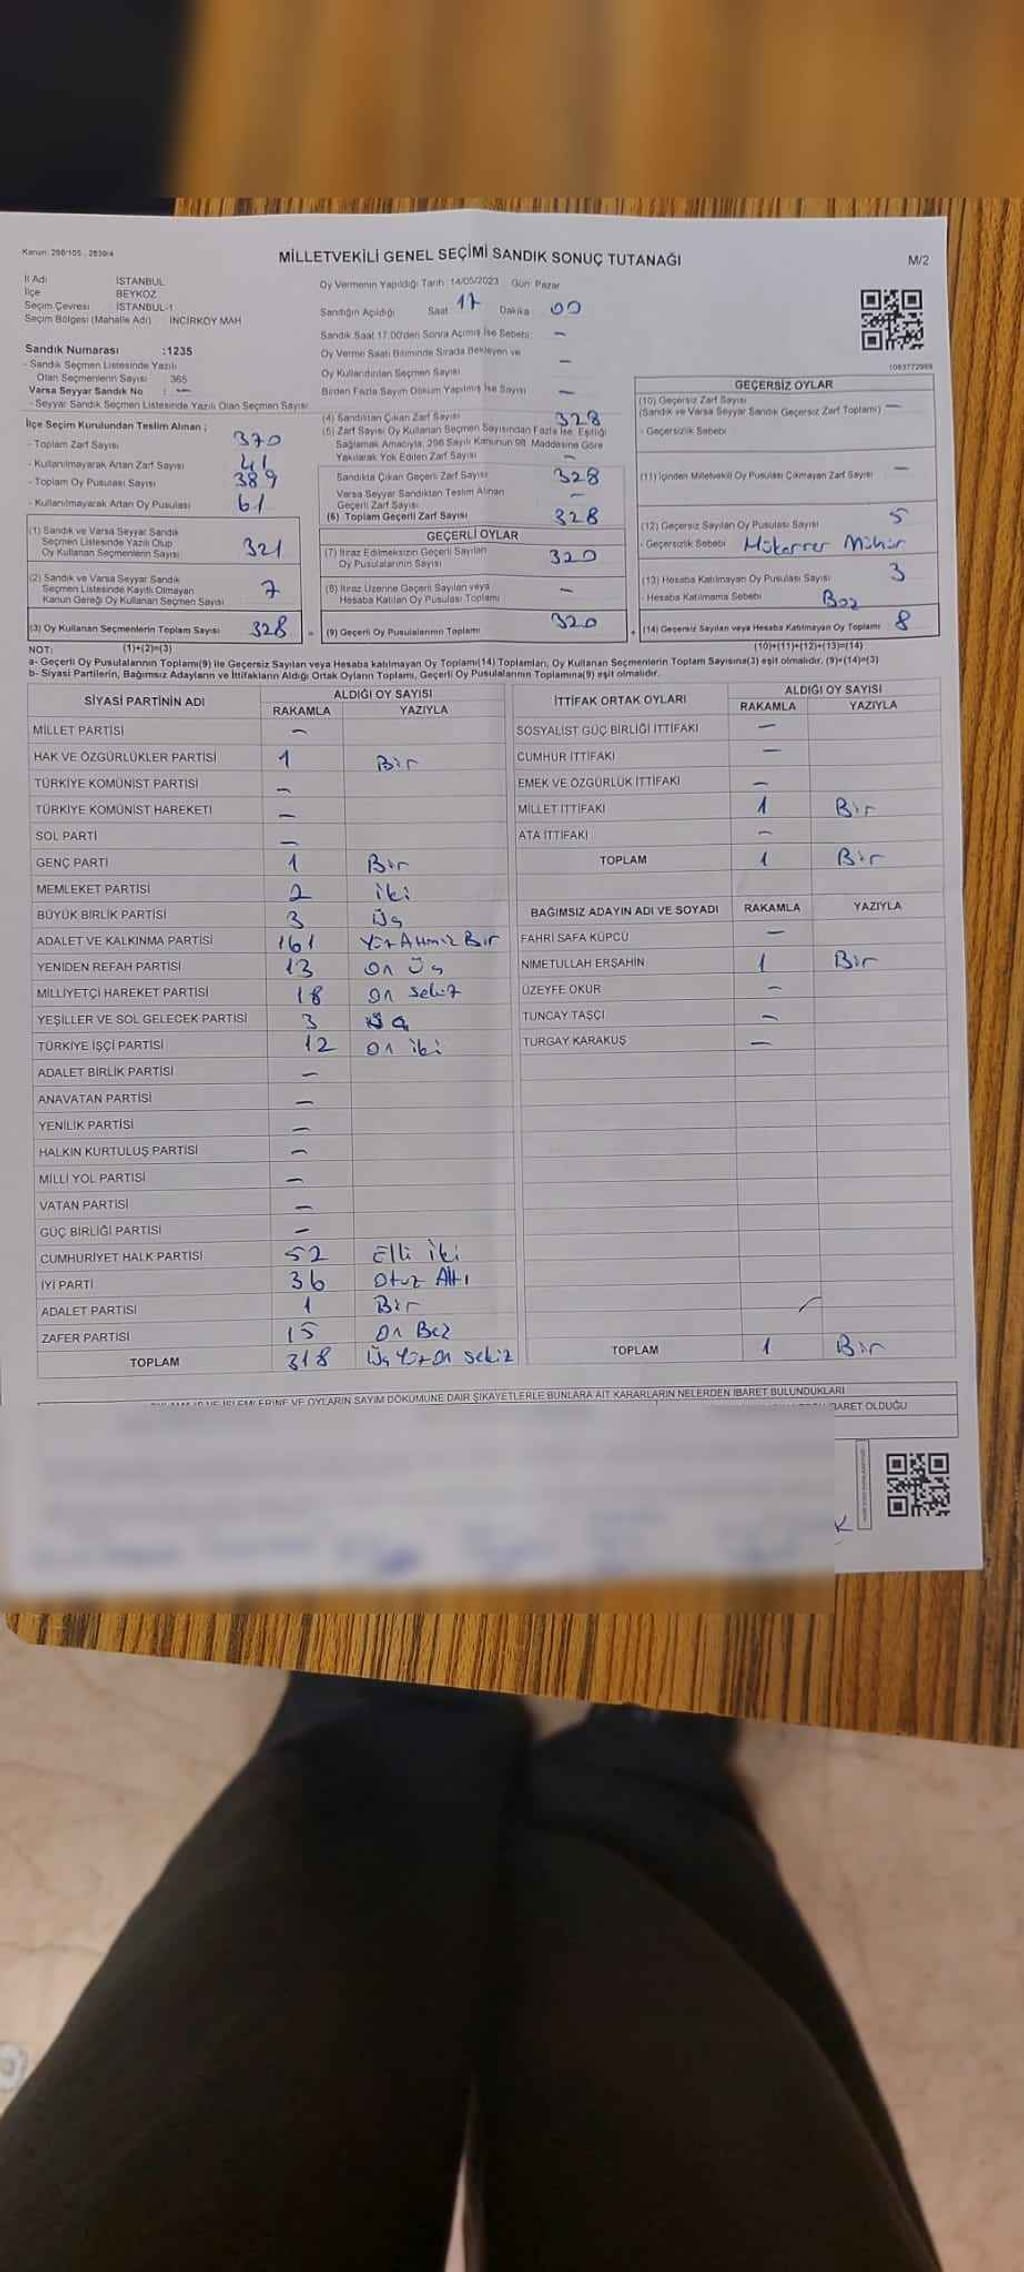 Kanun: 298/105 , 2839/4
MİLLETVEKİLİ GENEL SEÇİMİ SANDIK SONUÇ TUTANAĞI
M/2
İl Adı İSTANBUL
İlçe BEYKOZ
Seçim Çevresi İSTANBUL-1
Seçim Bölgesi (Mahalle Adı) İNCİRKÖY MAH
Sandık Numarası :1235
- Sandık Seçmen Listesinde Yazılı
Olan Seçmenlerin Sayısı 365
Varsa Seyyar Sandık No : —
- Seyyar Sandık Seçmen Listesinde Yazılı Olan Seçmen Sayısı
İlçe Seçim Kurulundan Teslim Alınan ;
- Toplam Zarf Sayısı 370
- Kullanılmayarak Artan Zarf Sayısı 41
- Toplam Oy Pusulası Sayısı 389
- Kullanılmayarak Artan Oy Pusulası 61
Oy Vermenin Yapıldığı Tarih 14/05/2023 Gün: Pazar
Sandığın Açıldığı Saat 17 Dakika 00
Sandık Saat 17:00'den Sonra Açılmış İse Sebebi: —
Oy Verme Saati Bitiminde Sırada Bekleyen ve
Oy Kullandırılan Seçmen Sayısı —
Birden Fazla Sayım Döküm Yapılmış İse Sayısı —
(4) Sandıktan Çıkan Zarf Sayısı 328
(5) Zarf Sayısı Oy Kullanan Seçmen Sayısından Fazla İse, Eşitliği
Sağlamak Amacıyla, 298 Sayılı Kanunun 98. Maddesine Göre
Yakılarak Yok Edilen Zarf Sayısı —
Sandıkta Çıkan Geçerli Zarf Sayısı 328
Varsa Seyyar Sandıktan Teslim Alınan
Geçerli Zarf Sayısı —
(6) Toplam Geçerli Zarf Sayısı 328
GEÇERLİ OYLAR
(7) İtiraz Edilmeksizin Geçerli Sayılan
Oy Pusulalarının Sayısı 320
(8) İtiraz Üzerine Geçerli Sayılan veya
Hesaba Katılan Oy Pusulası Toplamı —
(9) Geçerli Oy Pusulalarının Toplamı 320
1083772989
GEÇERSİZ OYLAR
(10) Geçersiz Zarf Sayısı
(Sandık ve Varsa Seyyar Sandık Geçersiz Zarf Toplamı) —
- Geçersizlik Sebebi
(11) İçinden Milletvekili Oy Pusulası Çıkmayan Zarf Sayısı —
(12) Geçersiz Sayılan Oy Pusulası Sayısı 5
- Geçersizlik Sebebi Mükerrer Mühür
(13) Hesaba Katılmayan Oy Pusulası Sayısı 3
- Hesaba Katılmama Sebebi Boş
(14) Geçersiz Sayılan veya Hesaba Katılmayan Oy Toplamı 8
(1) Sandık ve Varsa Seyyar Sandık
Seçmen Listesinde Yazılı Olup
Oy Kullanan Seçmenlerin Sayısı 321
(2) Sandık ve Varsa Seyyar Sandık
Seçmen Listesinde Kayıtlı Olmayan
Kanun Gereği Oy Kullanan Seçmen Sayısı 7
(3) Oy Kullanan Seçmenlerin Toplam Sayısı 328
NOT: (1)+(2)=(3)
(10)+(11)+(12)+(13)=(14)
a- Geçerli Oy Pusulalarının Toplamı(9) ile Geçersiz Sayılan veya Hesaba katılmayan Oy Toplamı(14) Toplamları, Oy Kullanan Seçmenlerin Toplam Sayısına(3) eşit olmalıdır. (9)+(14)=(3)
b- Siyasi Partilerin, Bağımsız Adayların ve İttifakların Aldığı Ortak Oyların Toplamı, Geçerli Oy Pusulalarının Toplamına(9) eşit olmalıdır.
SİYASİ PARTİNİN ADI ALDIĞI OY SAYISI
RAKAMLA YAZIYLA
MİLLET PARTİSİ —
HAK VE ÖZGÜRLÜKLER PARTİSİ 1 Bir
TÜRKİYE KOMÜNİST PARTİSİ —
TÜRKİYE KOMÜNİST HAREKETİ —
SOL PARTİ —
GENÇ PARTİ 1 Bir
MEMLEKET PARTİSİ 2 iki
BÜYÜK BİRLİK PARTİSİ 3 Üç
ADALET VE KALKINMA PARTİSİ 161 Yüz Atmış Bir
YENİDEN REFAH PARTİSİ 13 On Üç
MİLLİYETÇİ HAREKET PARTİSİ 18 On sekiz
YEŞİLLER VE SOL GELECEK PARTİSİ 3 Üç
TÜRKİYE İŞÇİ PARTİSİ 12 On iki
ADALET BİRLİK PARTİSİ —
ANAVATAN PARTİSİ —
YENİLİK PARTİSİ —
HALKIN KURTULUŞ PARTİSİ —
MİLLİ YOL PARTİSİ —
VATAN PARTİSİ —
GÜÇ BİRLİĞİ PARTİSİ —
CUMHURİYET HALK PARTİSİ 52 Elli İki
İYİ PARTİ 36 Otuz Altı
ADALET PARTİSİ 1 Bir
ZAFER PARTİSİ 15 On Beş
TOPLAM 318 Üç Yüz On Sekiz
İTTİFAK ORTAK OYLARI ALDIĞI OY SAYISI
RAKAMLA YAZIYLA
SOSYALİST GÜÇ BİRLİĞİ İTTİFAKI —
CUMHUR İTTİFAKI —
EMEK VE ÖZGÜRLÜK İTTİFAKI —
MİLLET İTTİFAKI 1 Bir
ATA İTTİFAKI —
TOPLAM 1 Bir
BAĞIMSIZ ADAYIN ADI VE SOYADI RAKAMLA YAZIYLA
FAHRİ SAFA KÜPCÜ —
NİMETULLAH ERŞAHİN 1 Bir
ÜZEYFE OKUR —
TUNCAY TAŞÇI —
TURGAY KARAKUŞ —
TOPLAM 1 Bir
VE OYLARIN SAYIM DÖKÜMÜNE DAİR ŞİKAYETLERLE BUNLARA AİT KARARLARIN NELERDEN İBARET BULUNDUKLARI
İBARET OLDUĞU